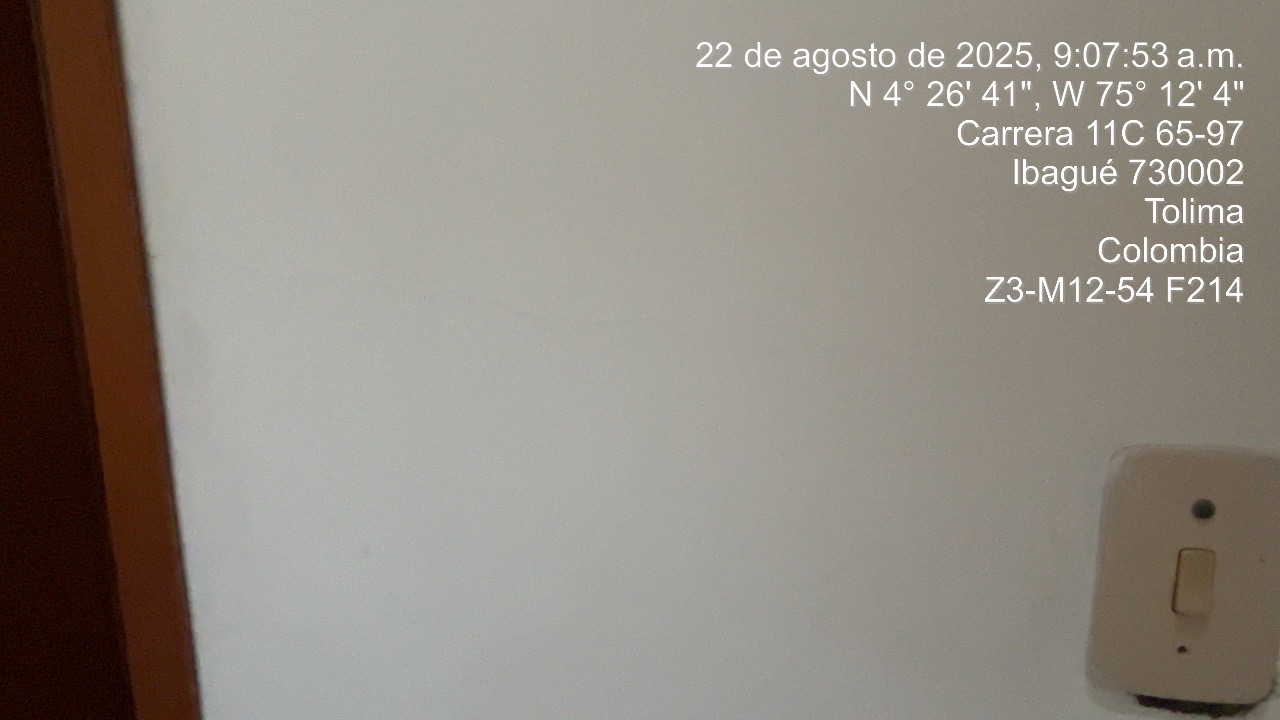 22 de agosto de 2025, 9:07:53 a.m.
N 4° 26' 41", W 75° 12' 4"
Carrera 11C 65-97
Ibagué 730002
Tolima
Colombia
Z3-M12-54 F214